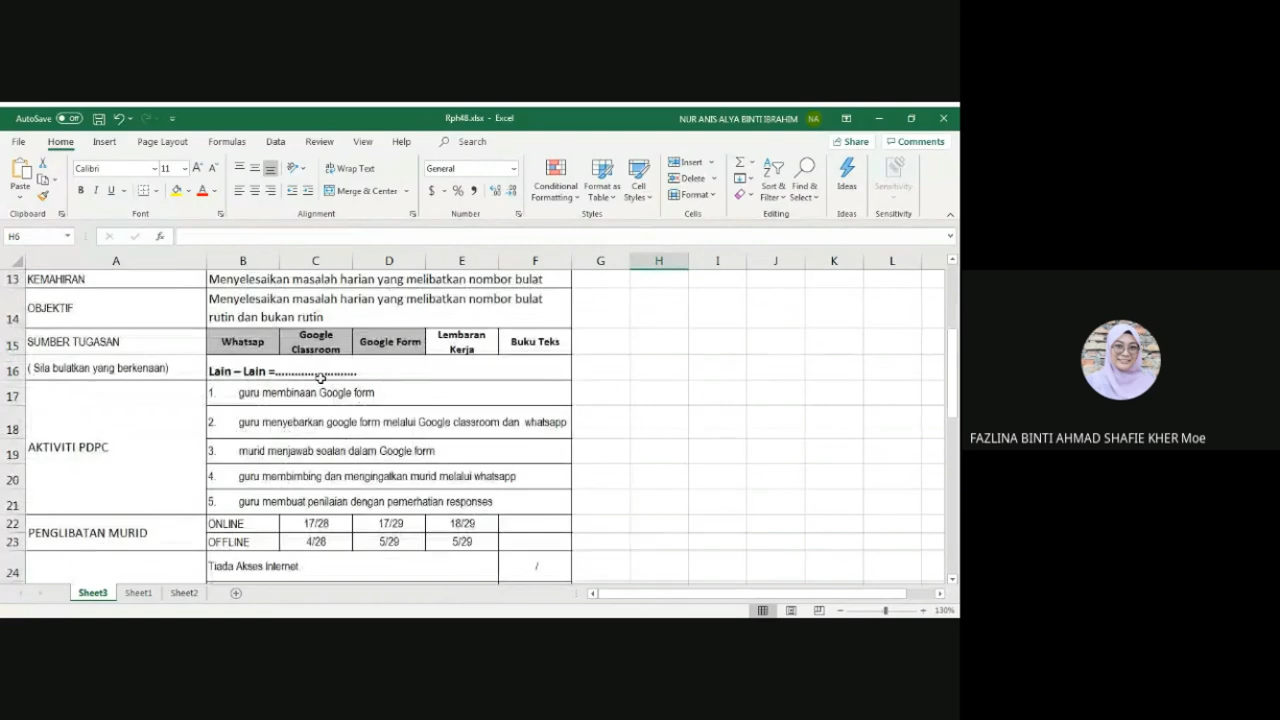 AutoSave Off Rph48.xlsx - Excel NUR ANIS ALYA BINTI IBRAHIM NA
File Home Insert Page Layout Formulas Data Review View Help Search Share Comments
Paste Calibri 11 Wrap Text General Conditional Formatting Format as Table Cell Styles Insert Sort & Filter Find & Select Ideas Sensitivity
B I U Merge & Center $ % Delete
Format
Clipboard Font Alignment Number Styles Cells Editing Ideas Sensitivity
H6 fx
A B C D E F G H I J K L
13 KEMAHIRAN Menyelesaikan masalah harian yang melibatkan nombor bulat
14 OBJEKTIF Menyelesaikan masalah harian yang melibatkan nombor bulat
rutin dan bukan rutin
15 SUMBER TUGASAN Whatsap Google Classroom Google Form Lembaran Kerja Buku Teks
16 ( Sila bulatkan yang berkenaan) Lain – Lain =........................
17 1. guru membinaan Google form
18 2. guru menyebarkan google form melalui Google classroom dan whatsapp
AKTIVITI PDPC
19 3. murid menjawab soalan dalam Google form
20 4. guru membimbing dan mengingatkan murid melalui whatsapp
21 5. guru membuat penilaian dengan pemerhatian responses
22 PENGLIBATAN MURID ONLINE 17/28 17/29 18/29
23 OFFLINE 4/28 5/29 5/29
24 Tiada Akses Internet /
Sheet3 Sheet1 Sheet2
130%
FAZLINA BINTI AHMAD SHAFIE KHER Moe